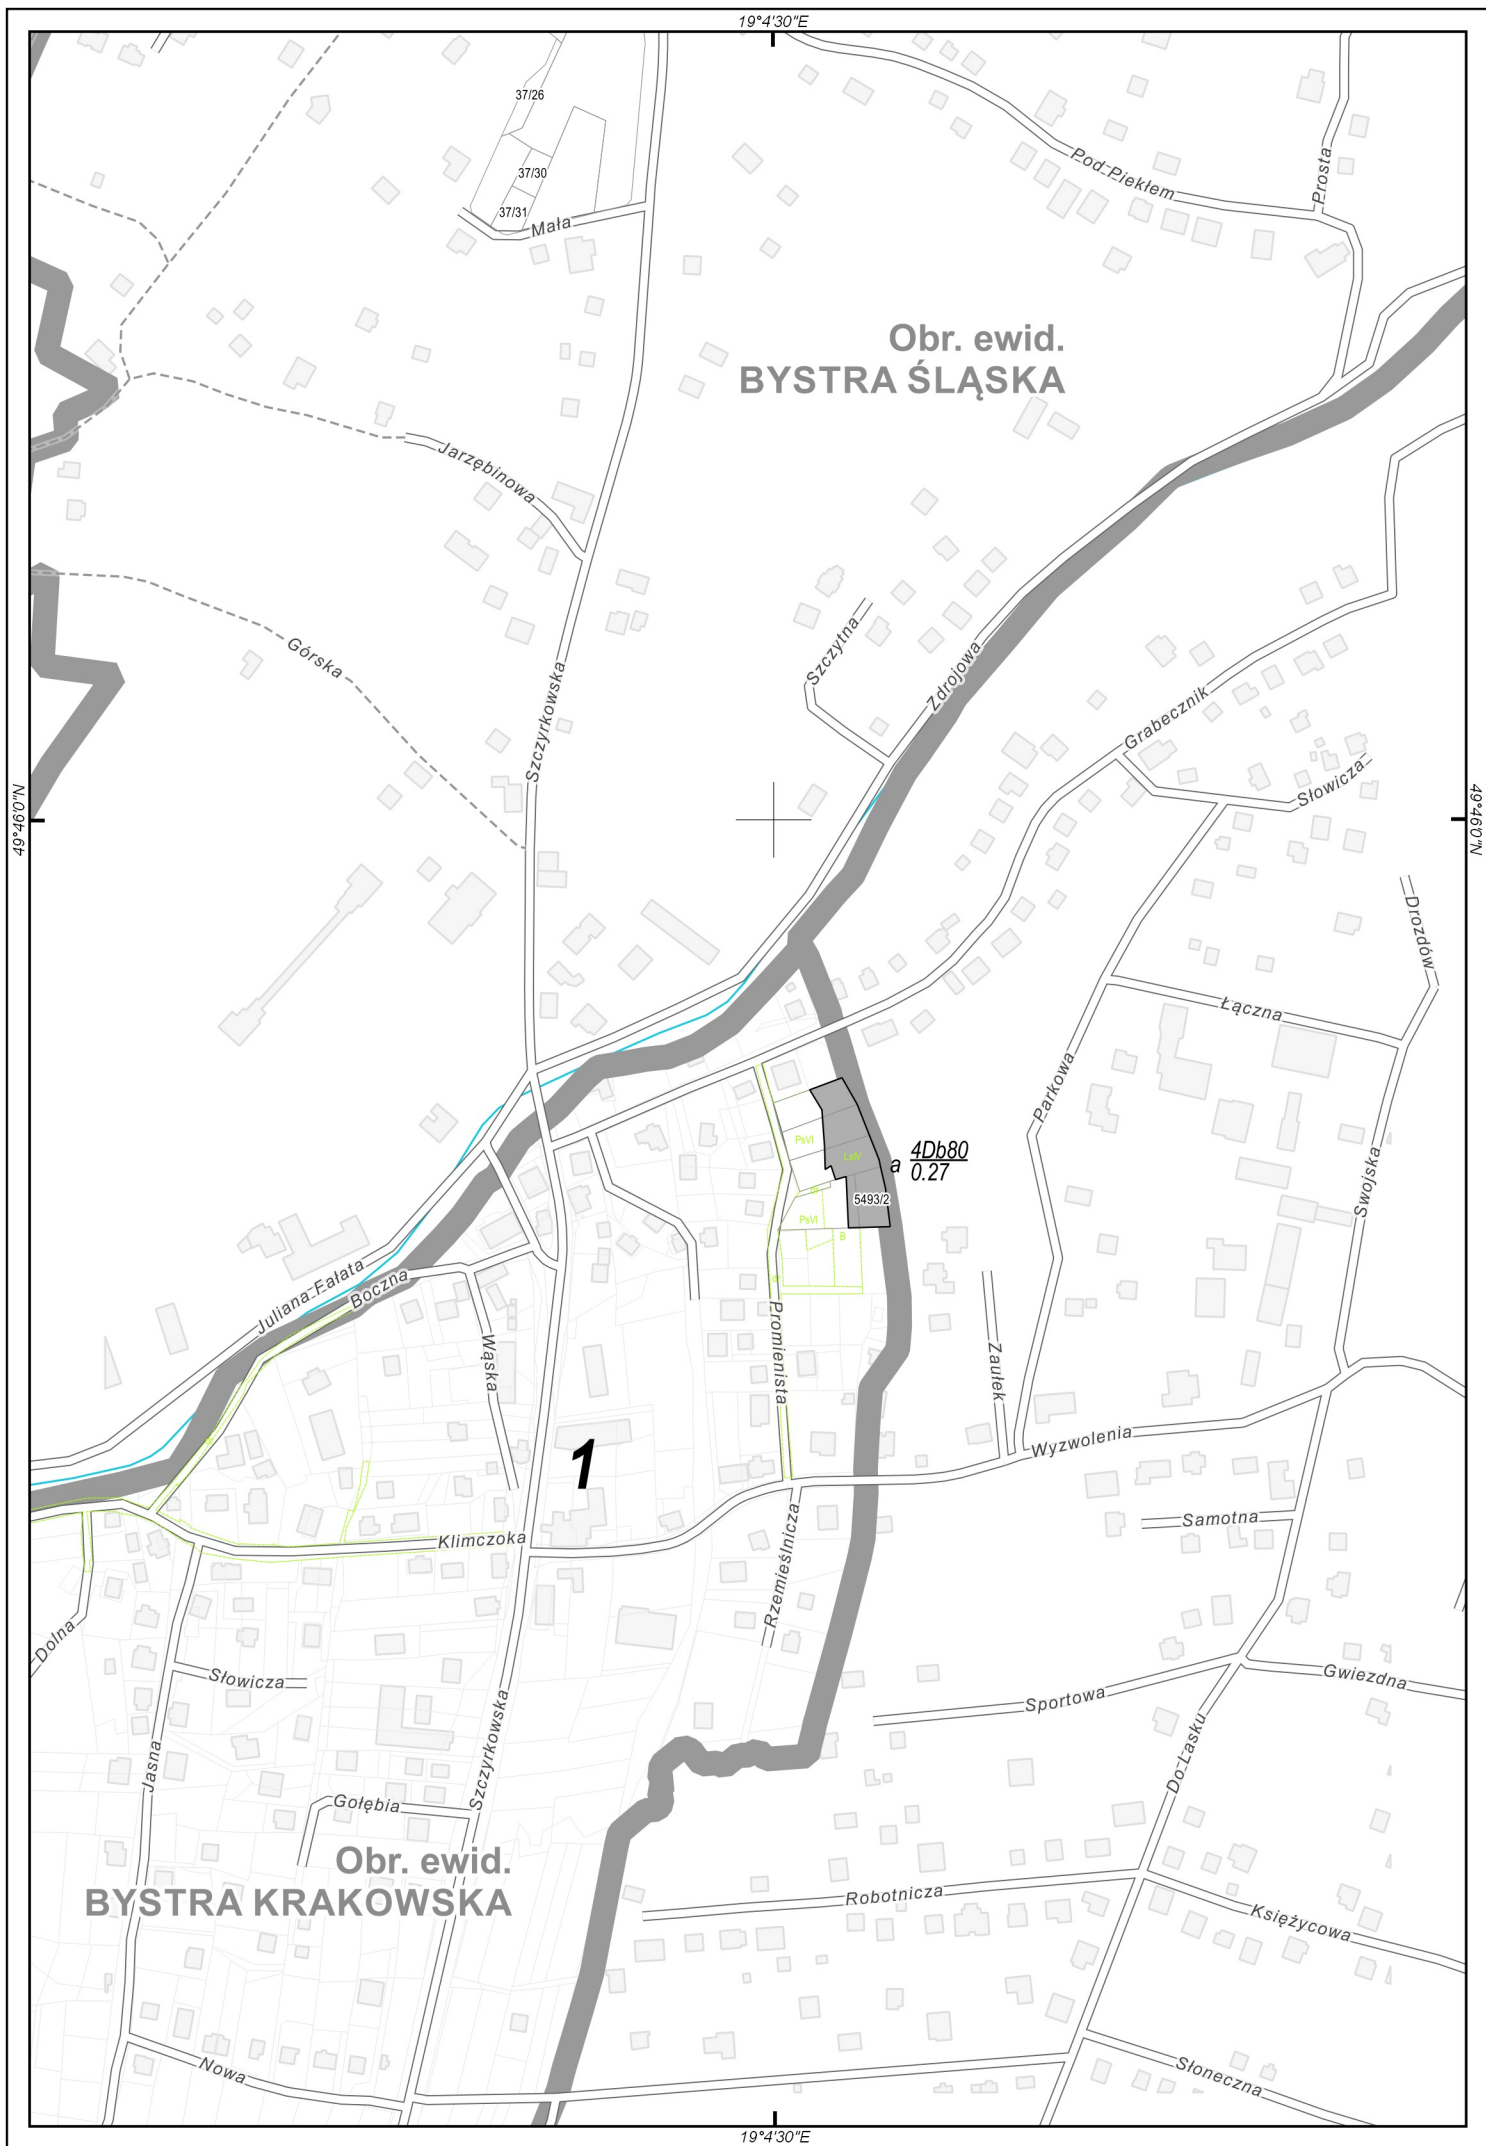 19°4'30"E
37/26
37/30
37/31
Mała
Pod Piekłem
Prosta
Obr. ewid.
BYSTRA ŚLĄSKA
Jarzębinowa
Górska
Szczyrkowska
Szczytna
Zdrojowa
Grabecznik
Słowicza
49°46'0"N
49°46'0"N
Drozdów
Łączna
Parkowa
Swojska
PsVI
LsIV
a 4Db80
0.27
5493/2
PsVI
B
dr
Juliana Fałata
Boczna
Wąska
Promienista
Zaułek
Wyzwolenia
1
Klimczoka
Samotna
Rzemieślnicza
Dolna
Słowicza
Jasna
Szczyrkowska
Sportowa
Gwiezdna
Do Lasku
Gołębia
Obr. ewid.
BYSTRA KRAKOWSKA
Robotnicza
Księżycowa
Nowa
Słoneczna
19°4'30"E